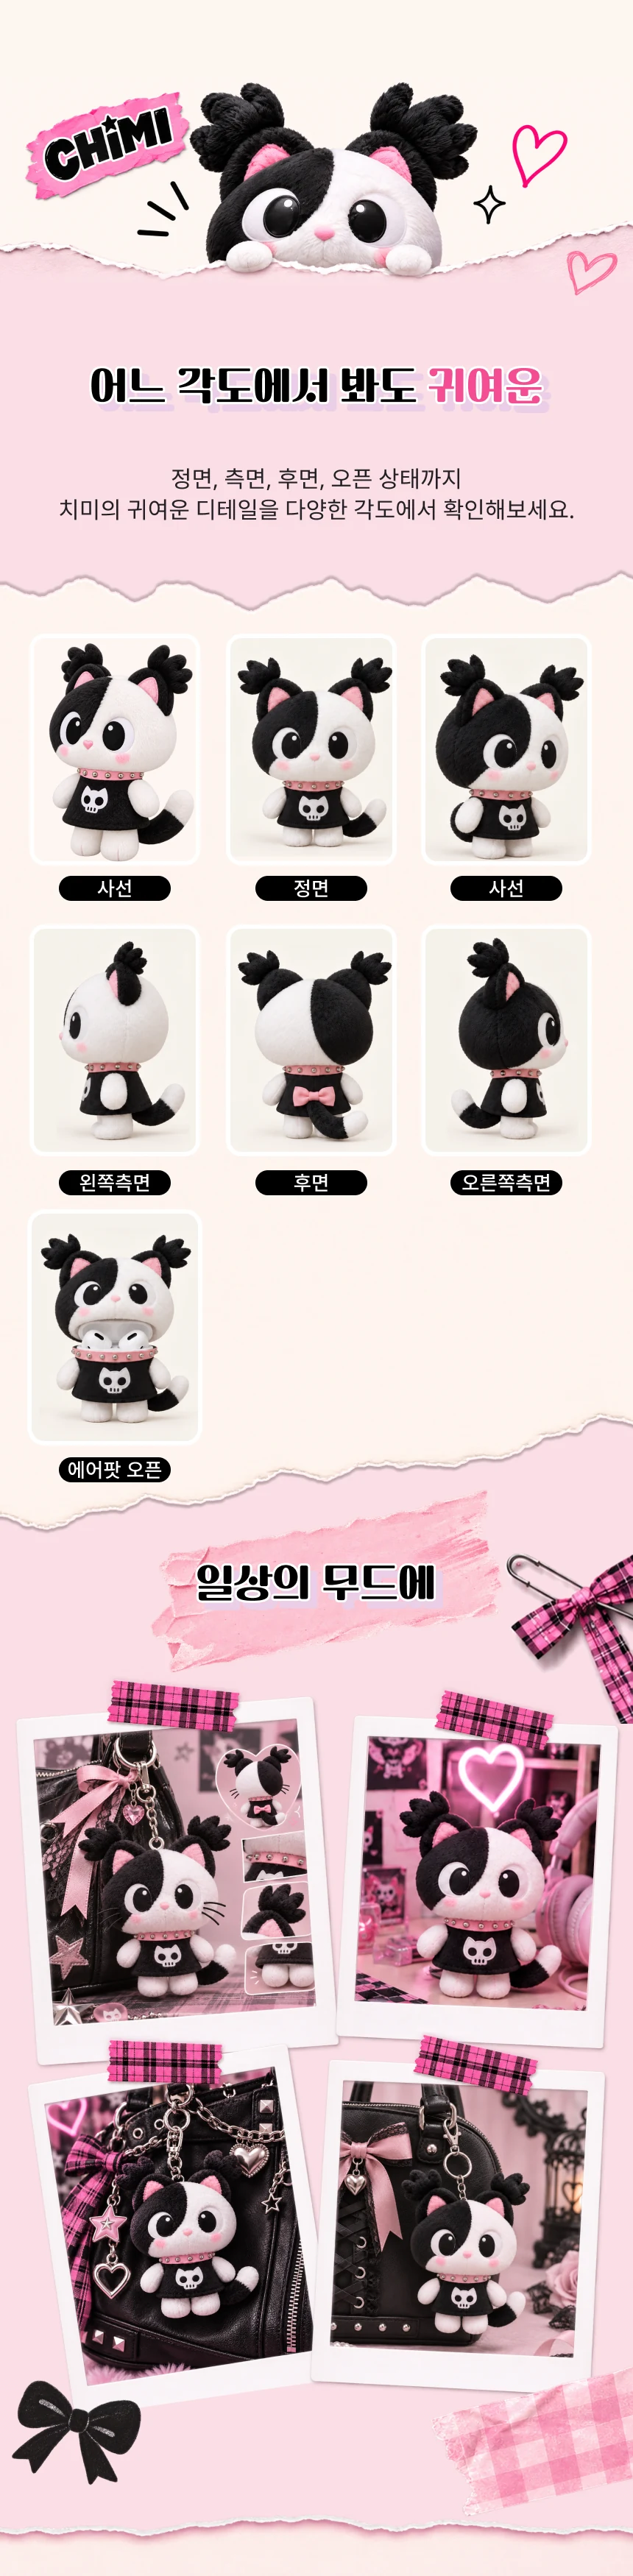 CHiMI
어느 각도에서 봐도 귀여운
정면, 측면, 후면, 오픈 상태까지
치미의 귀여운 디테일을 다양한 각도에서 확인해보세요.
사선
정면
사선
왼쪽측면
후면
오른쪽측면
에어팟 오픈
일상의 무드에